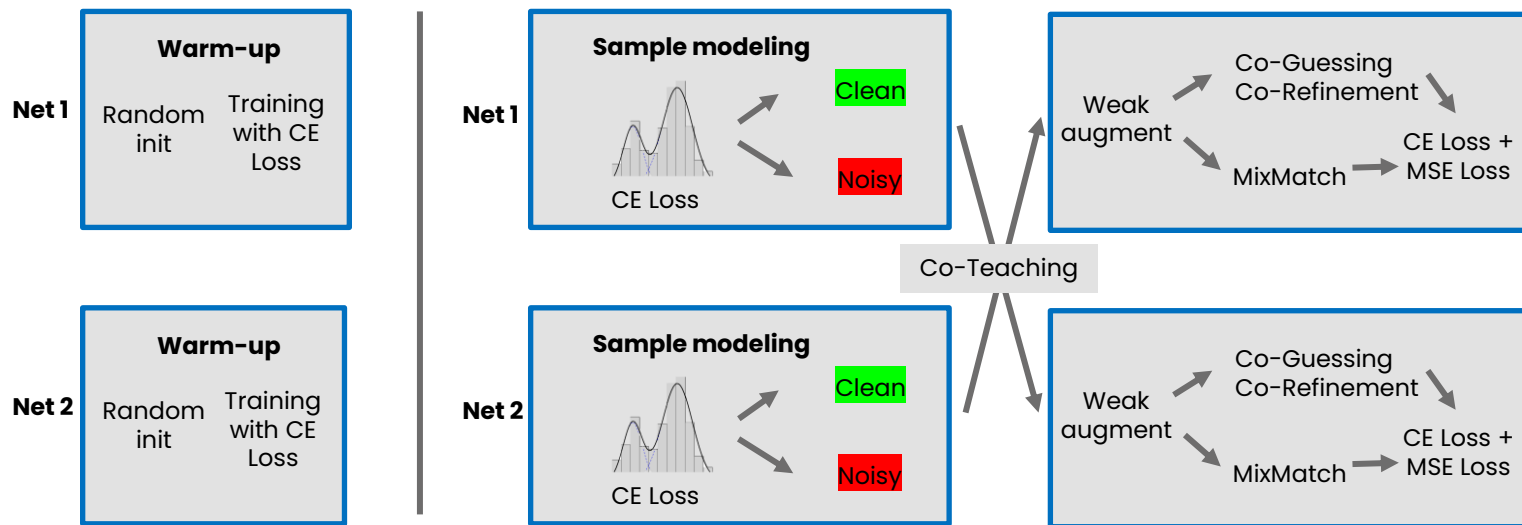 Net 1
Warm-up
Random
init
Training
with CE
Loss
Net 1
Sample modeling
CE Loss
Clean
Noisy
Weak
augment
Co-Guessing
Co-Refinement
MixMatch
CE Loss +
MSE Loss
Co-Teaching
Net 2
Warm-up
Random
init
Training
with CE
Loss
Net 2
Sample modeling
CE Loss
Clean
Noisy
Weak
augment
Co-Guessing
Co-Refinement
MixMatch
CE Loss +
MSE Loss